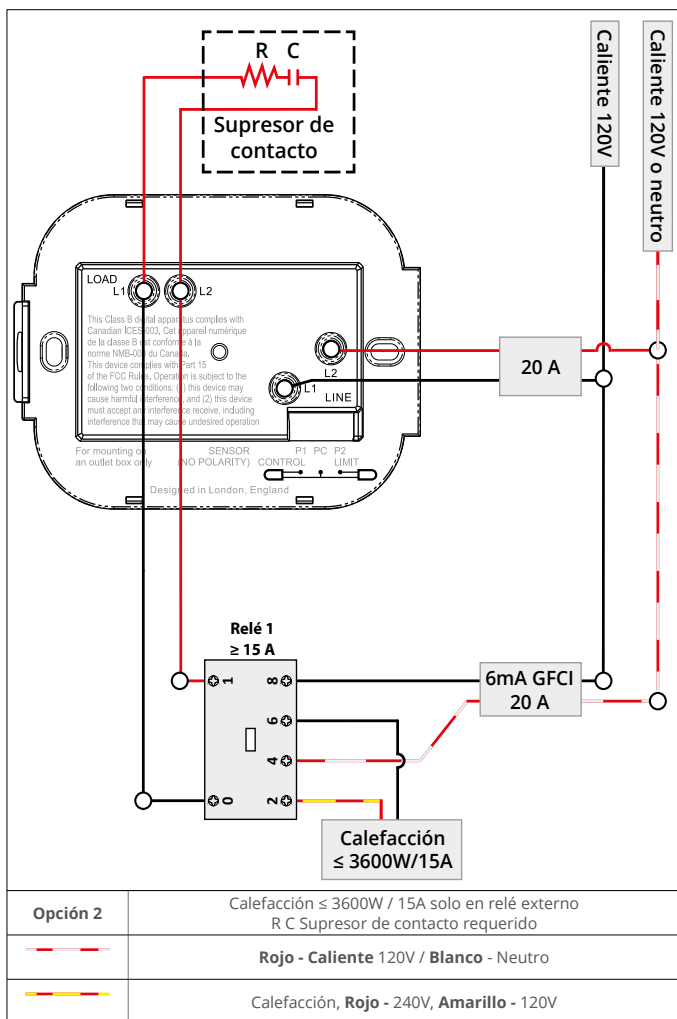 R C
Supresor de
contacto
Caliente 120V
Caliente 120V o neutro
LOAD
L1
L2
This Class B digital apparatus complies with
Canadian ICES-003, Cet appareil numérique
de la classe B est conforme à la
norme NMB-003 du Canada.
This device complies with Part 15
of the FCC Rules, Operation is subject to the
following two conditions: (1) this device may
cause harmful interference, and (2) this device
must accept any interference receive, including
interference that may cause undesired operation
L2
L1
LINE
20 A
For mounting on
an outlet box only
SENSOR
(NO POLARITY)
P1 PC P2
CONTROL LIMIT
Designed in London, England
Relé 1
≥ 15 A
1 8
6
4
0 2
6mA GFCI
20 A
Calefacción
≤ 3600W/15A
Opción 2
Calefacción ≤ 3600W / 15A solo en relé externo
R C Supresor de contacto requerido
Rojo - Caliente 120V / Blanco - Neutro
Calefacción, Rojo - 240V, Amarillo - 120V